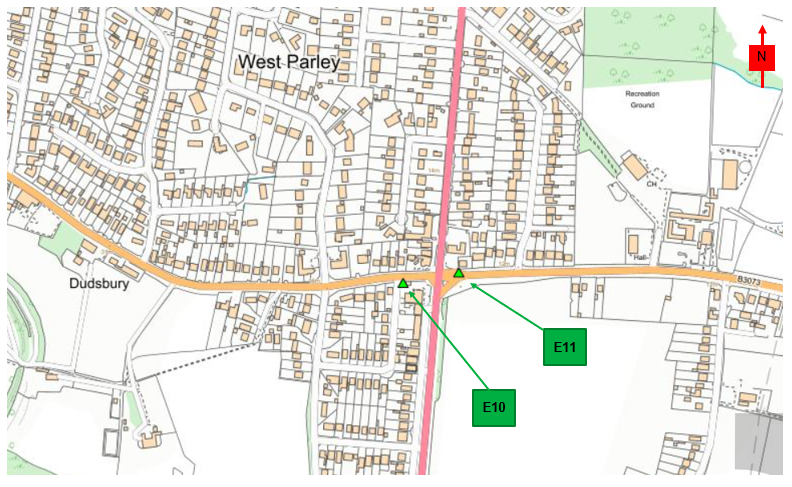 West Parley
N
Recreation
Ground
CH
Hall
Dudsbury
B3073
E11
E10